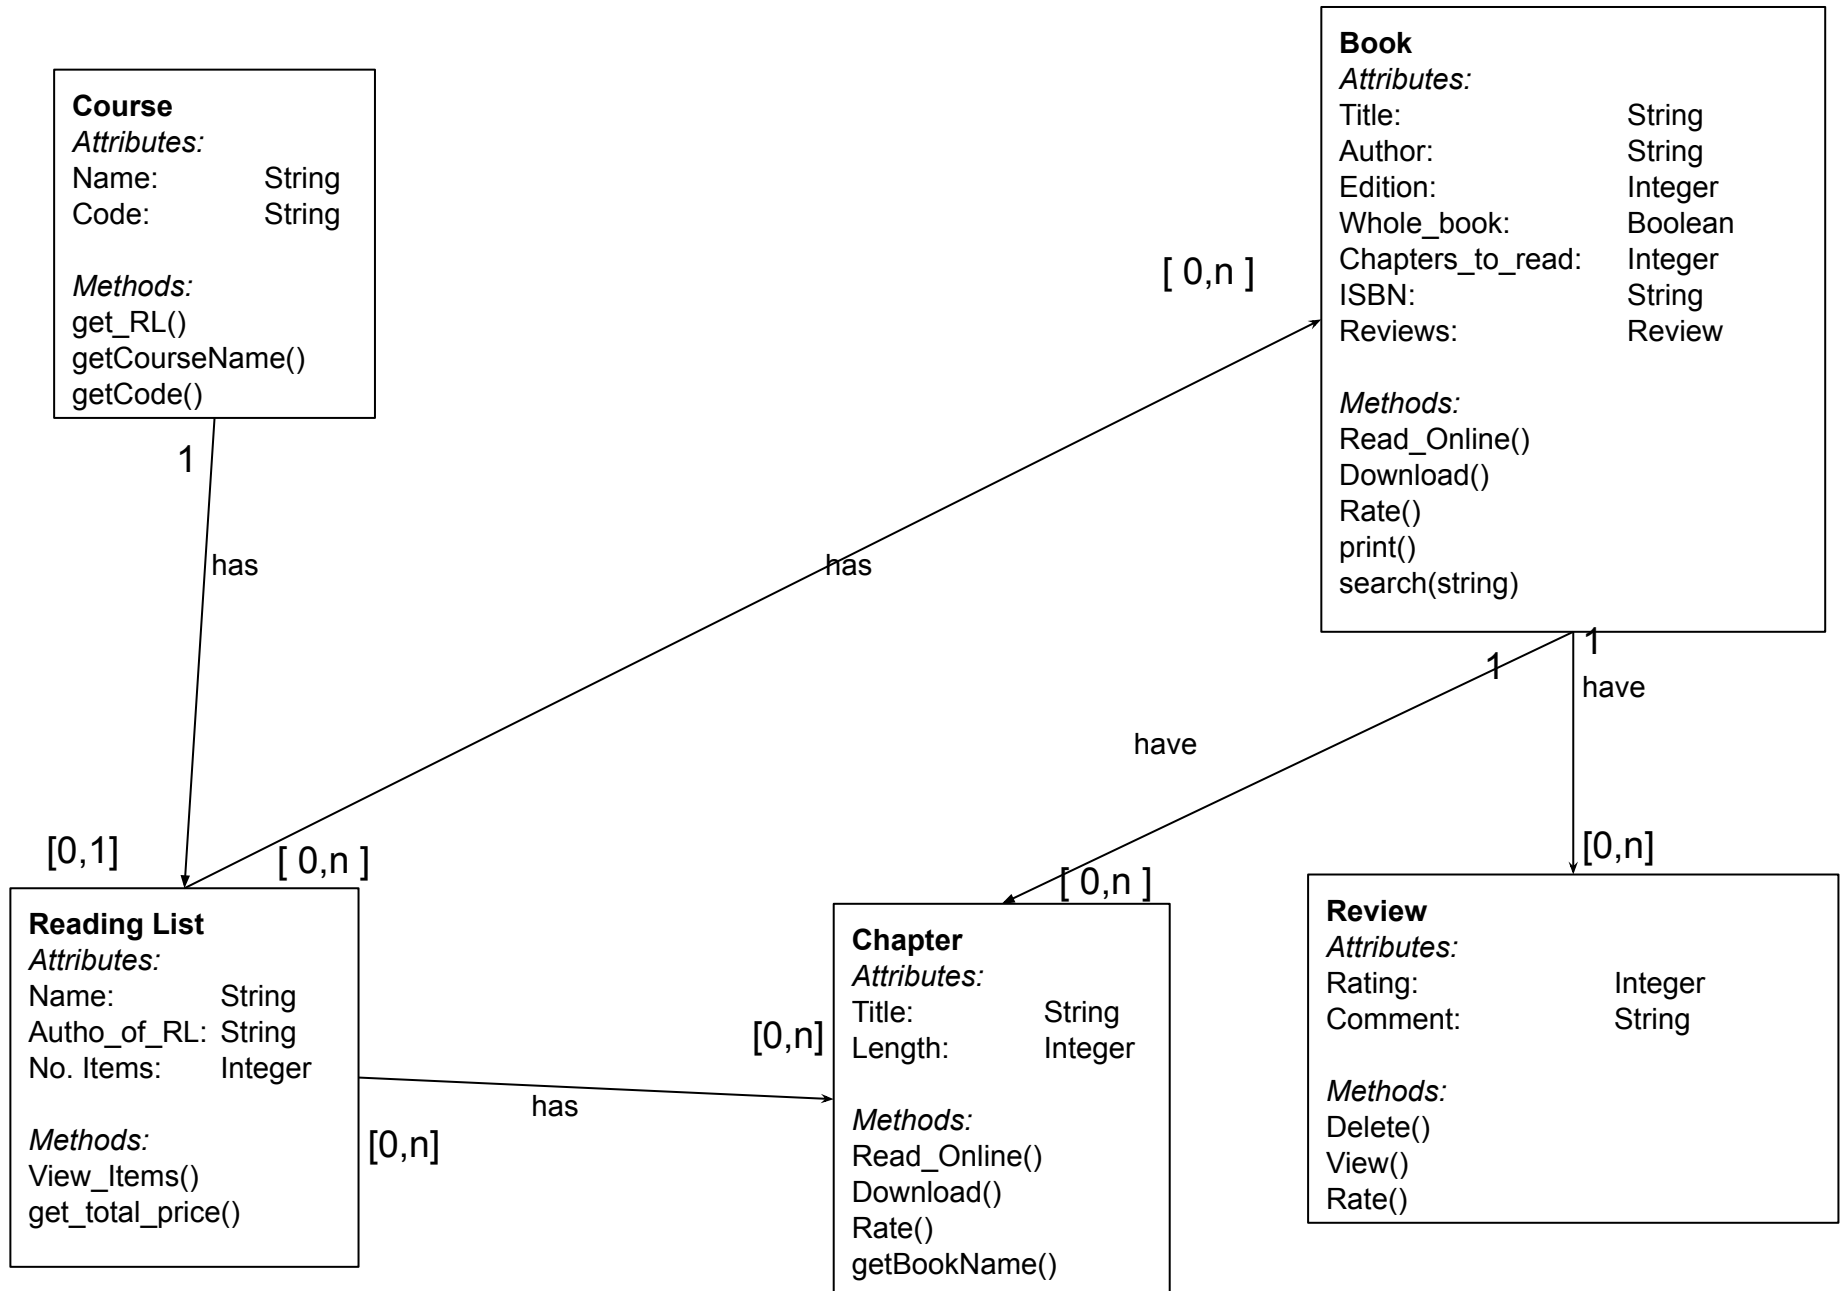 Course
Attributes:
Name: String
Code: String
Methods:
get_RL()
getCourseName()
getCode()
1
has
[0,1]
Book
Attributes:
Title: String
Author: String
Edition: Integer
Whole_book: Boolean
Chapters_to_read: Integer
ISBN: String
Reviews: Review
Methods:
Read_Online()
Download()
Rate()
print()
search(string)
[ 0,n ]
has
[ 0,n ]
1
have
[ 0,n ]
1
have
[0,n]
Reading List
Attributes:
Name: String
Autho_of_RL: String
No. Items: Integer
Methods:
View_Items()
get_total_price()
[0,n]
has
[0,n]
Chapter
Attributes:
Title: String
Length: Integer
Methods:
Read_Online()
Download()
Rate()
getBookName()
Review
Attributes:
Rating: Integer
Comment: String
Methods:
Delete()
View()
Rate()